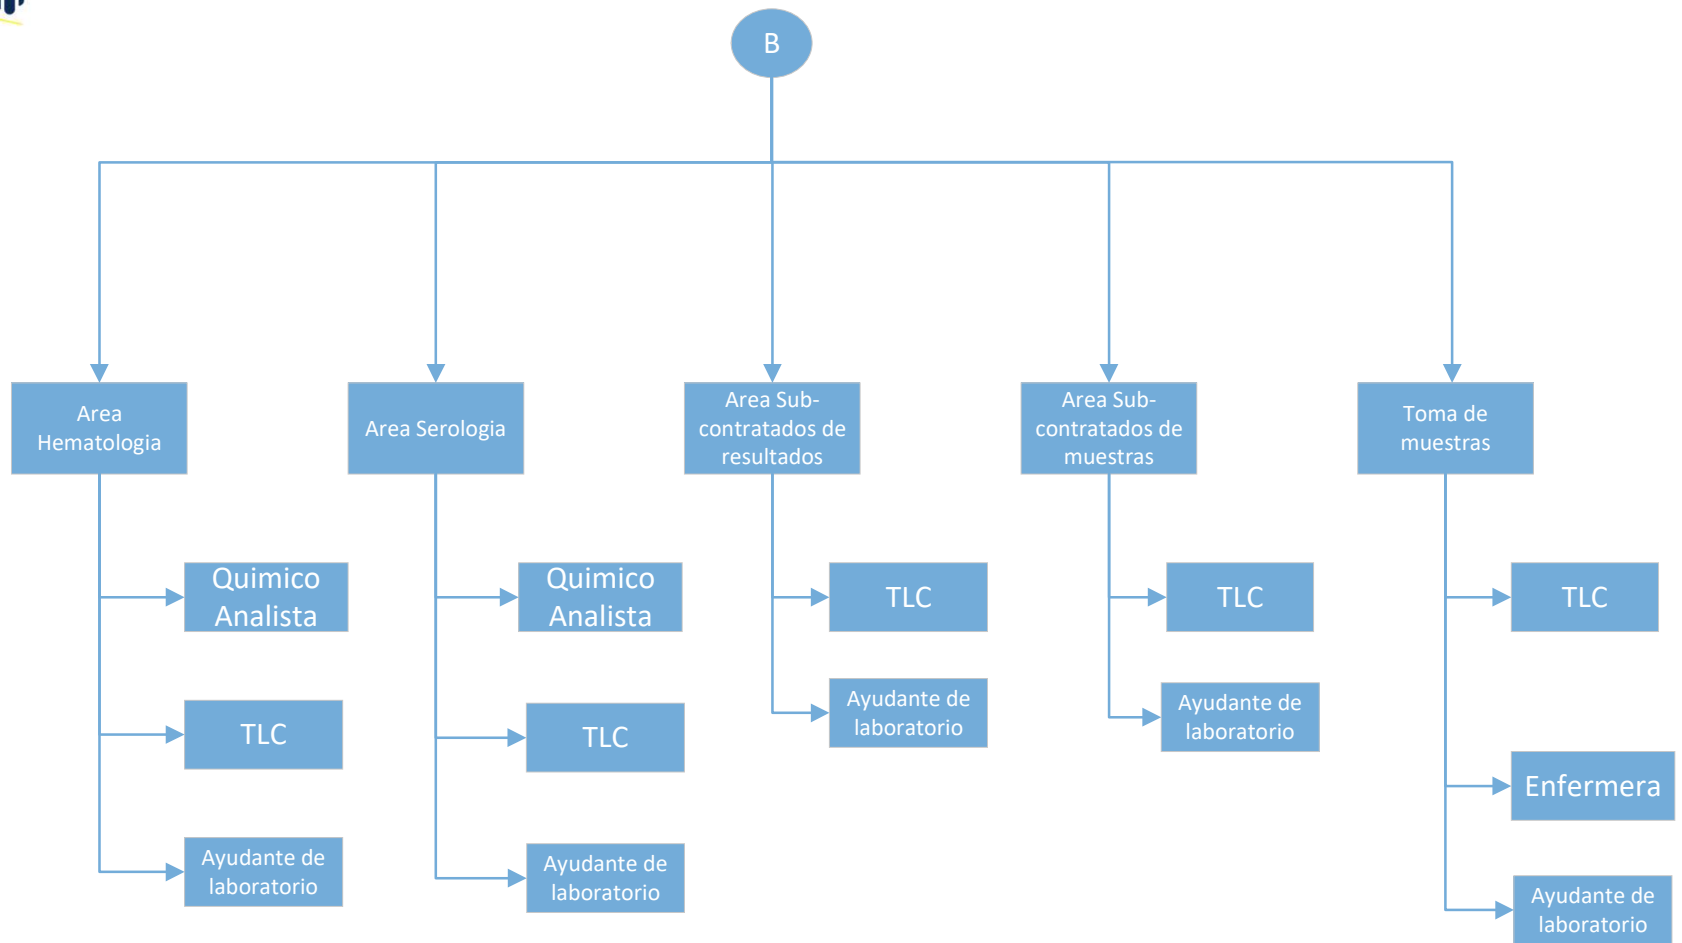 B
Area
Hematologia
Area Serologia
Area Sub-
contratados de
resultados
Area Sub-
contratados de
muestras
Toma de
muestras
Quimico
Analista
Quimico
Analista
TLC
TLC
TLC
TLC
TLC
Ayudante de
laboratorio
Ayudante de
laboratorio
Enfermera
Ayudante de
laboratorio
Ayudante de
laboratorio
Ayudante de
laboratorio